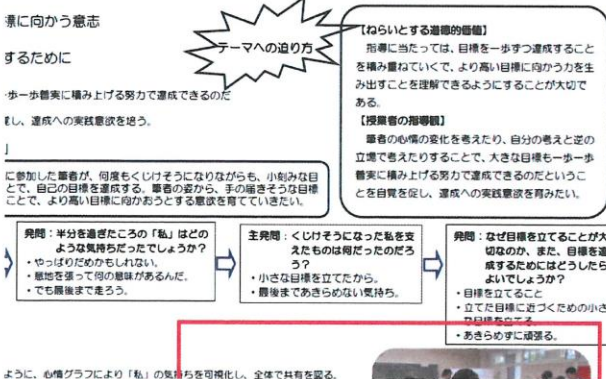 標に向かう意志
するために
一歩一歩着実に積み上げる努力で達成できるのだ
覚し、達成への実践意欲を培う。
」
に参加した筆者が、何度もくじけそうになりながらも、小刻みな目
とで、自己の目標を達成する。筆者の姿から、手の届きそうな目標
ことで、より高い目標に向かおうとする意欲を育てていきたい。
テーマへの迫り方
【ねらいとする道徳的価値】
指導に当たっては、目標を一歩ずつ達成すること
を積み重ねていくで、より高い目標に向かう力を生
み出すことを理解できるようにすることが大切で
ある。
【授業者の指導観】
筆者の心情の変化を考えたり、自分の考えと逆の
立場で考えたりすることで、大きな目標も一歩一歩
着実に積み上げる努力で達成できるのだというこ
とを自覚を促し、達成への実践意欲を育みたい。
発問：半分を過ぎたころの「私」はどの
ような気持ちだったでしょうか？
・やっぱりだめかもしれない。
・意地を張って何の意味があるんだ。
・でも最後まで走ろう。
主発問：くじけそうになった私を支
えたものは何だったのだろ
う？
・小さな目標を立てたから。
・最後まであきらめない気持ち。
発問：なぜ目標を立てることが大
切なのか、また、目標を達
成するためにはどうしたら
よいでしょうか？
・目標を立てること
・立てた目標に近づくための小さ
な目標を立てる。
・あきらめずに頑張る。
ように、心情グラフにより「私」の気持ちを可視化し、全体で共有を図る。